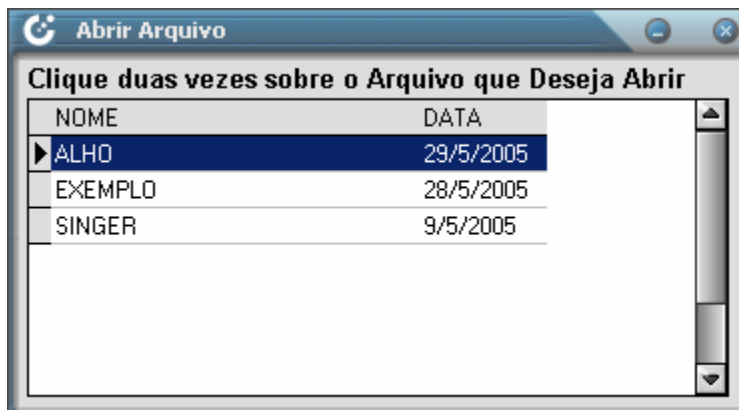 Abrir Arquivo
Clique duas vezes sobre o Arquivo que Deseja Abrir
NOME DATA
ALHO 29/5/2005
EXEMPLO 28/5/2005
SINGER 9/5/2005